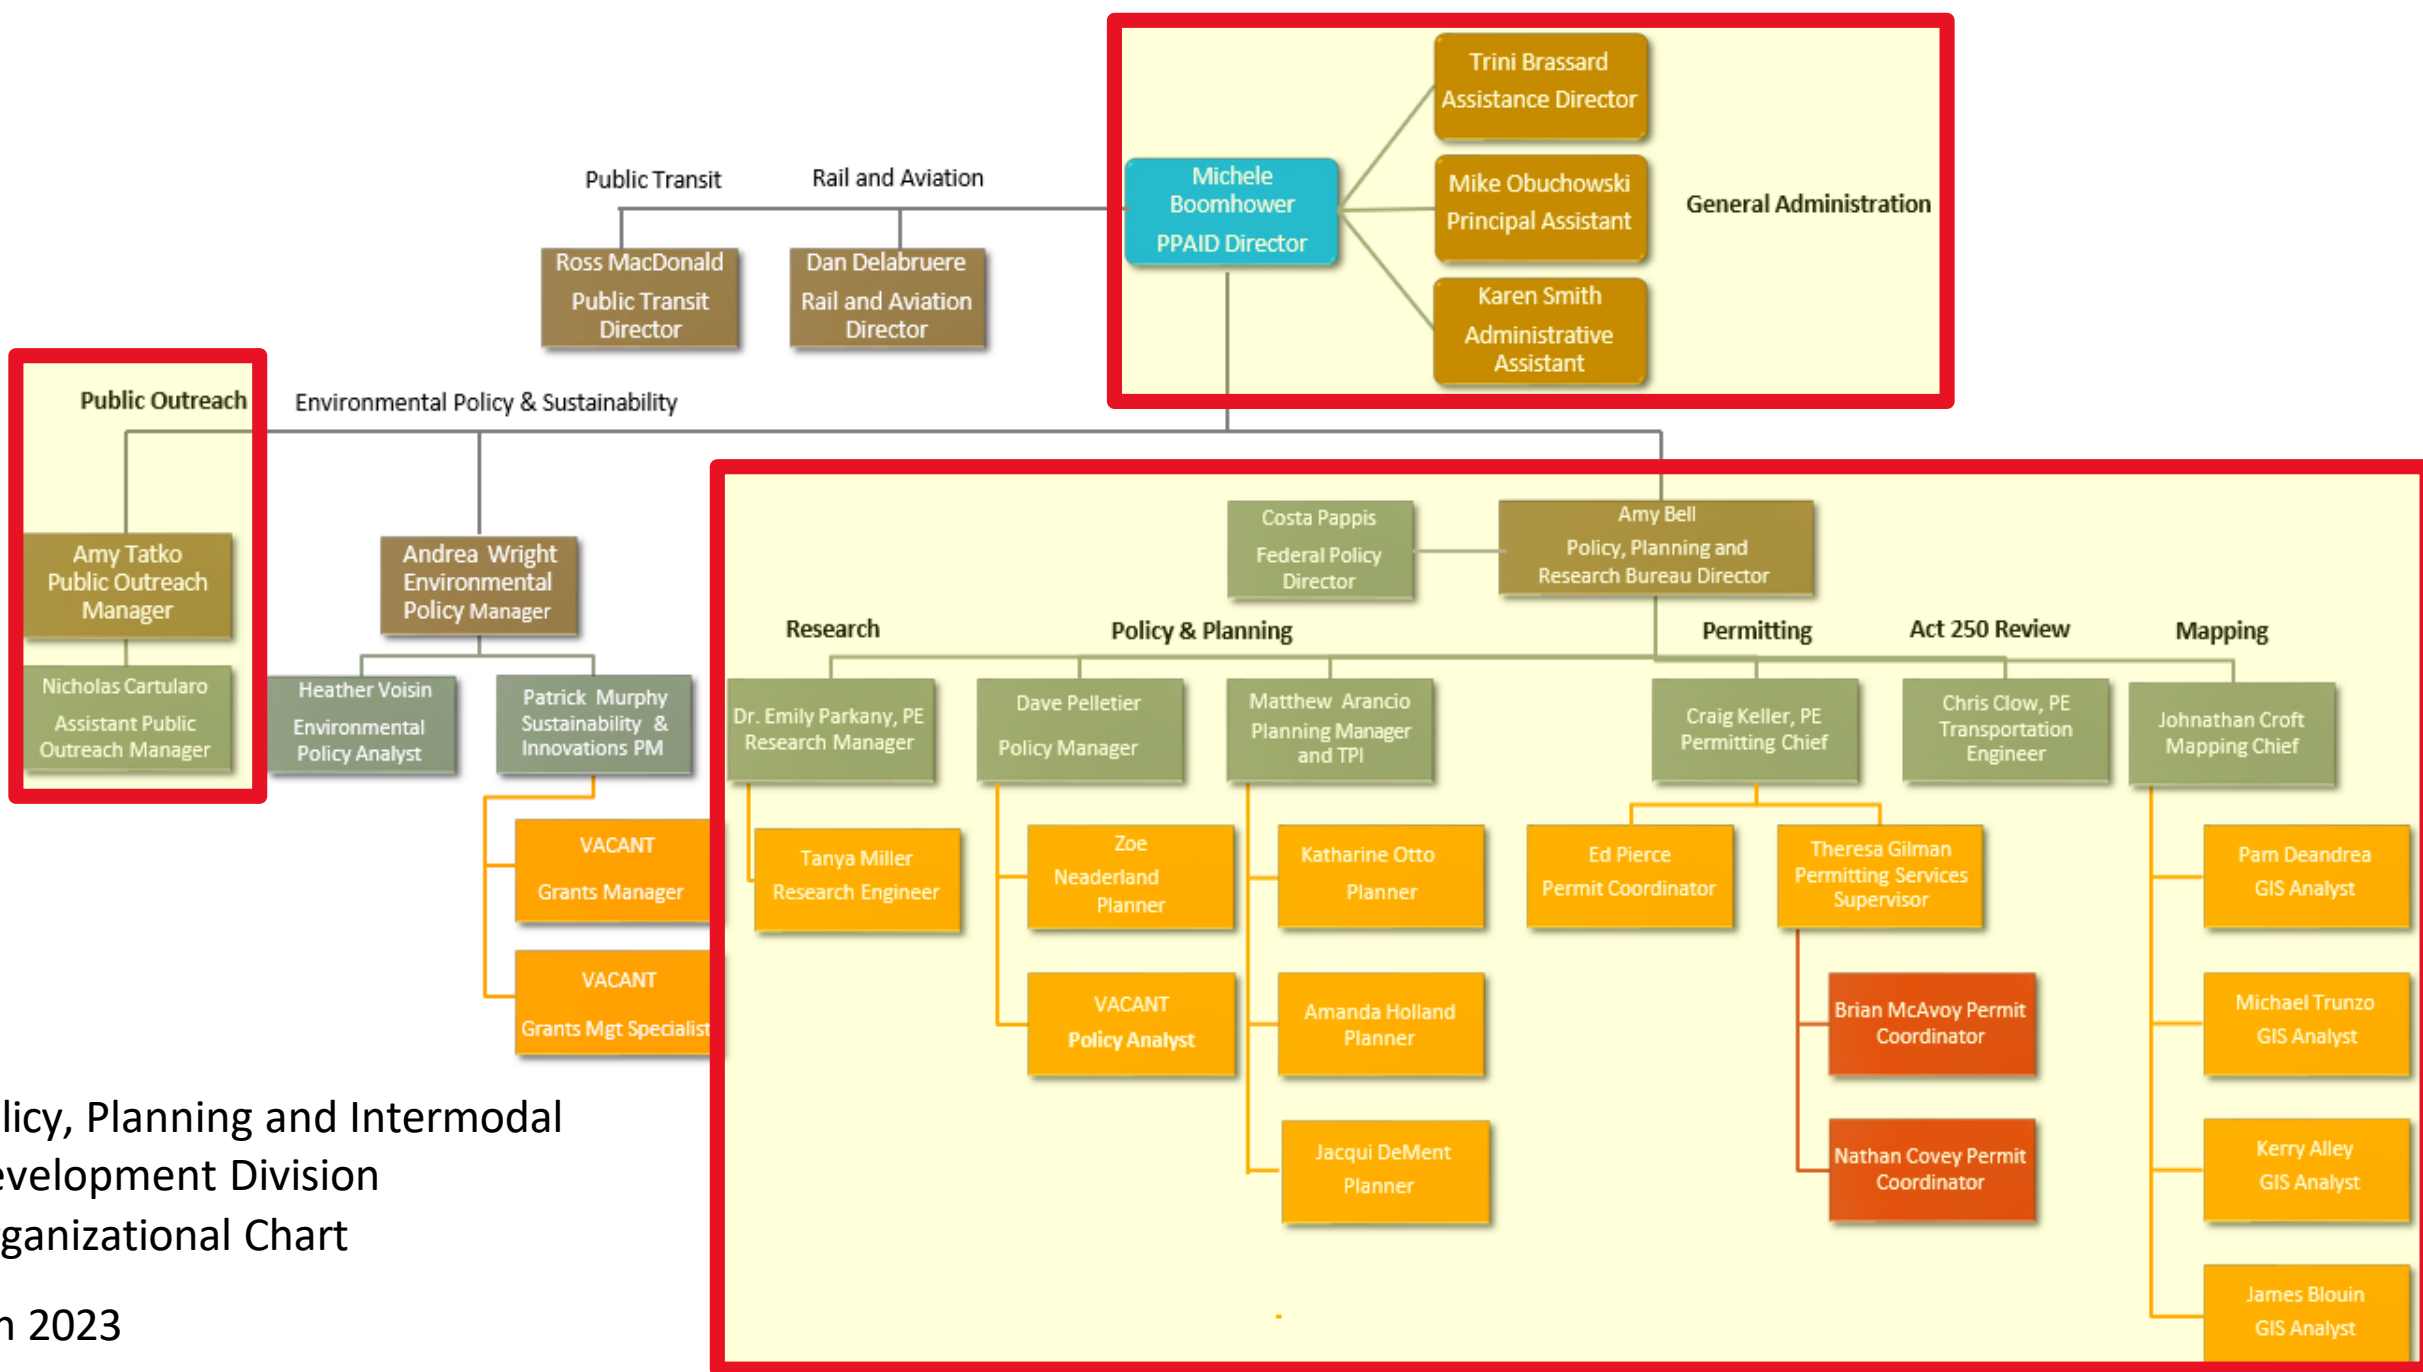 Trini Brassard
Assistance Director
Public Transit
Rail and Aviation
Michele
Boomhower
PPAID Director
Mike Obuchowski
Principal Assistant
General Administration
Ross MacDonald
Public Transit
Director
Dan Delabruere
Rail and Aviation
Director
Karen Smith
Administrative
Assistant
Public Outreach
Environmental Policy & Sustainability
Costa Pappis
Federal Policy
Director
Amy Bell
Policy, Planning and
Research Bureau Director
Amy Tatko
Public Outreach
Manager
Andrea Wright
Environmental
Policy Manager
Research
Policy & Planning
Permitting
Act 250 Review
Mapping
Nicholas Cartularo
Assistant Public
Outreach Manager
Heather Voisin
Environmental
Policy Analyst
Patrick Murphy
Sustainability &
Innovations PM
Dr. Emily Parkany, PE
Research Manager
Dave Pelletier
Policy Manager
Matthew Arancio
Planning Manager
and TPI
Craig Keller, PE
Permitting Chief
Chris Clow, PE
Transportation
Engineer
Johnathan Croft
Mapping Chief
VACANT
Grants Manager
Tanya Miller
Research Engineer
Zoe
Neaderland
Planner
Katharine Otto
Planner
Ed Pierce
Permit Coordinator
Theresa Gilman
Permitting Services
Supervisor
Pam Deandrea
GIS Analyst
VACANT
Grants Mgt Specialist
VACANT
Policy Analyst
Amanda Holland
Planner
Brian McAvoy Permit
Coordinator
Michael Trunzo
GIS Analyst
Jacqui DeMent
Planner
Nathan Covey Permit
Coordinator
Kerry Alley
GIS Analyst
James Blouin
GIS Analyst
licy, Planning and Intermodal
evelopment Division
ganizational Chart
2023